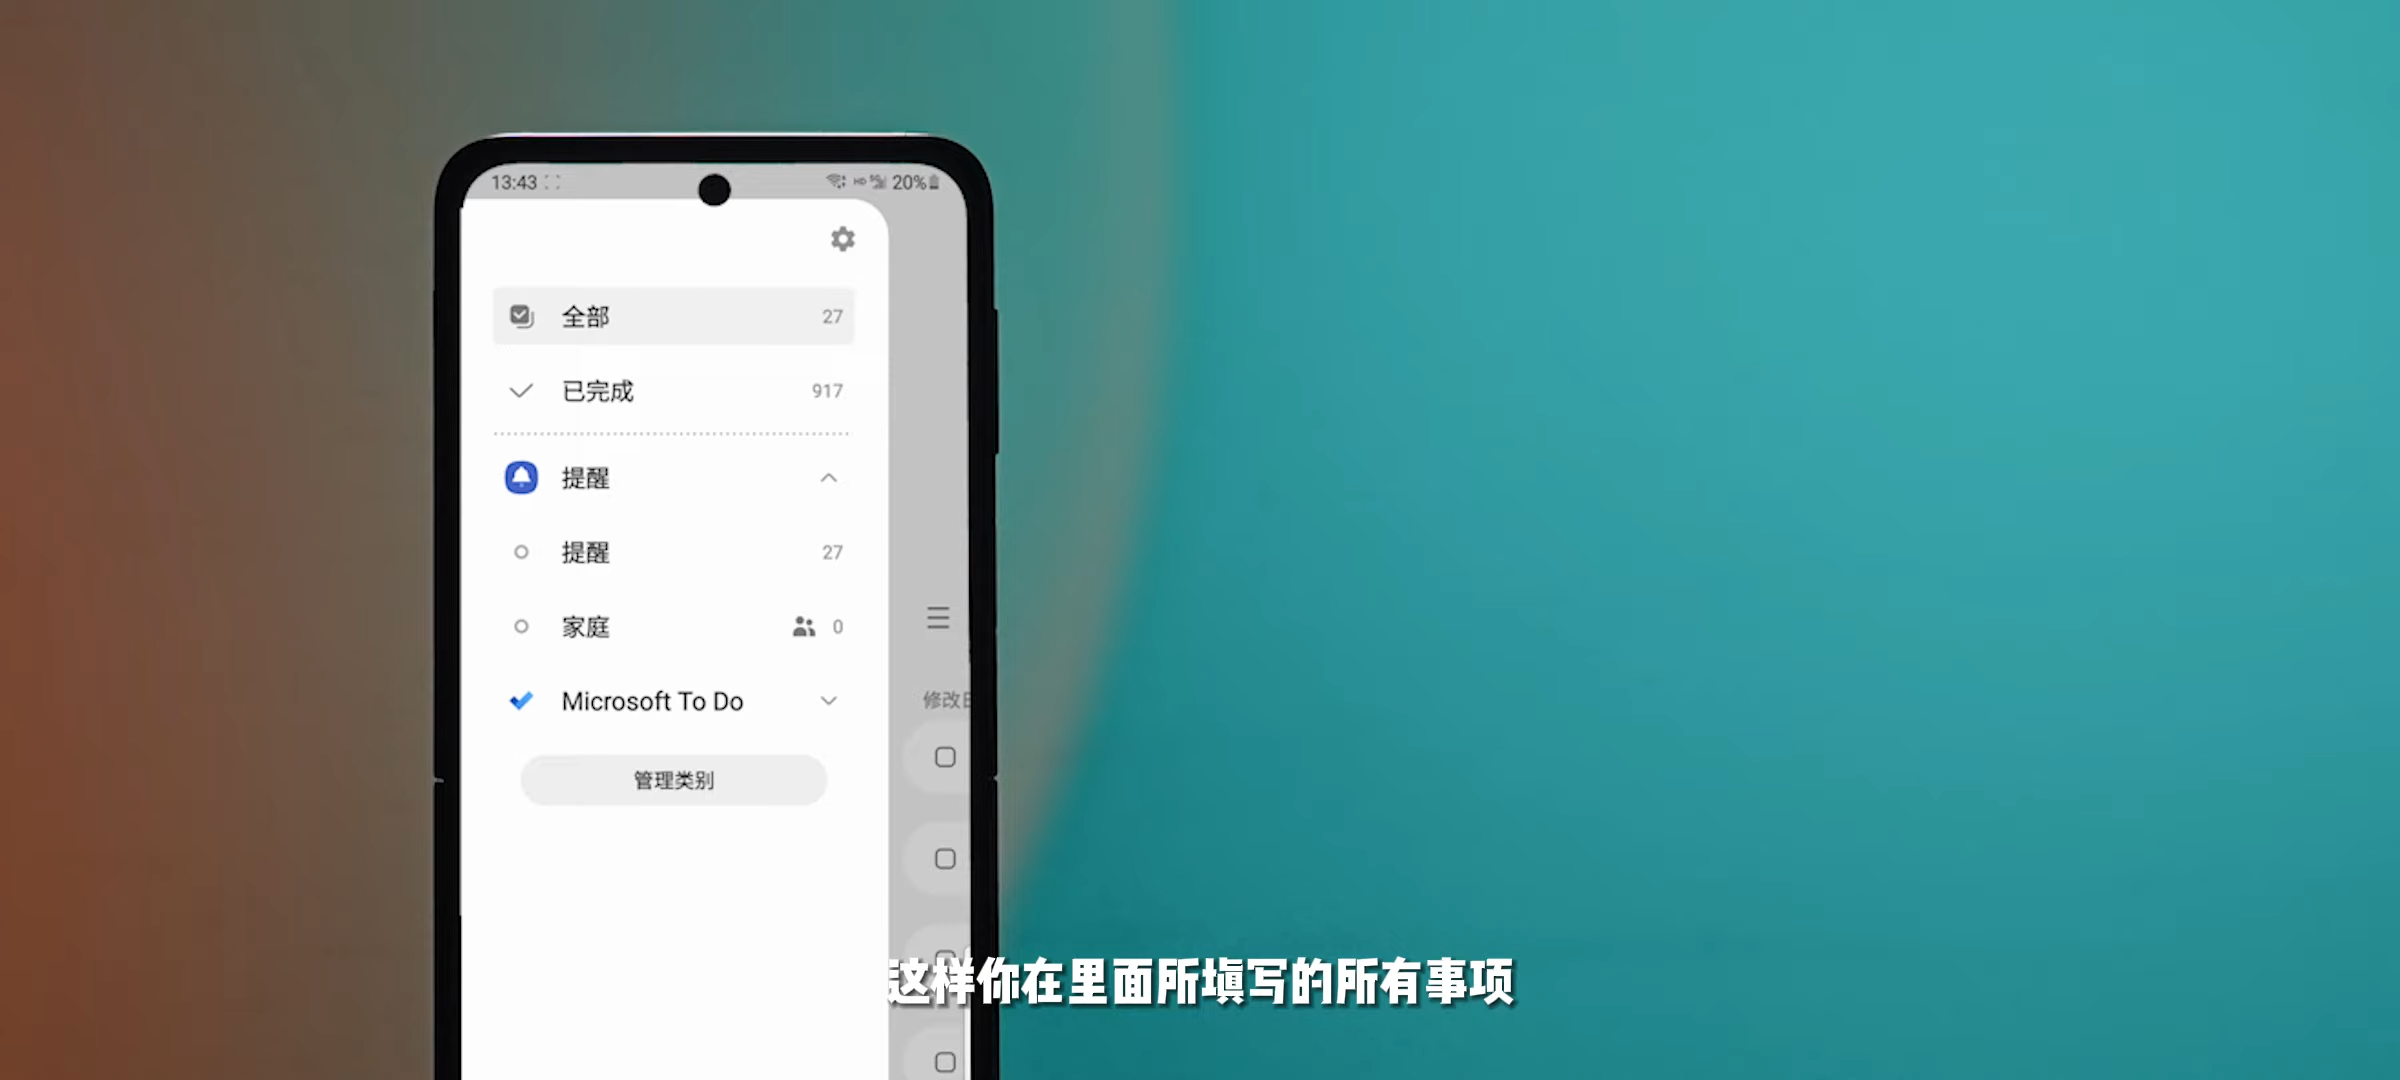 13:43
HD 5G 20%
全部 27
已完成 917
提醒
提醒 27
家庭 0
Microsoft To Do
管理类别
修改
这样你在里面所填写的所有事项